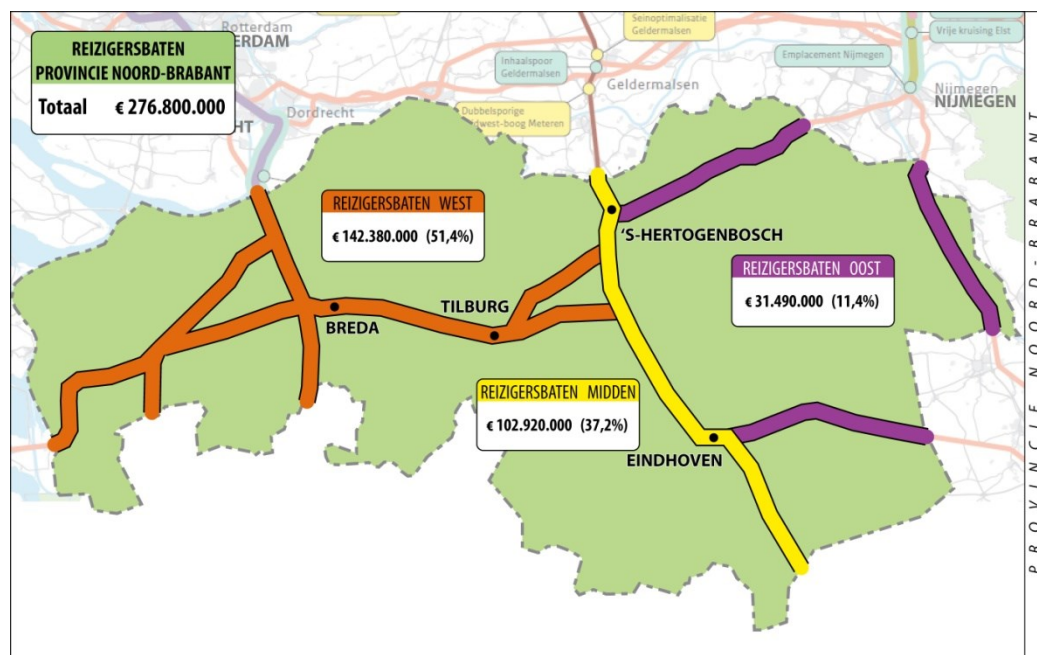 REIZIGERSBATEN
PROVINCIE NOORD-BRABANT
Totaal € 276.800.000
Rotterdam
Dordrecht
Seinoptimalisatie
Geldermalsen
Inhaalspoor
Geldermalsen
Geldermalsen
Emplacement Nijmegen
Vrije kruising Elst
Nijmegen
NIJMEGEN
Dubbelsporige
REIZIGERSBATEN WEST
€ 142.380.000 (51,4%)
'S-HERTOGENBOSCH
REIZIGERSBATEN OOST
€ 31.490.000 (11,4%)
TILBURG
BREDA
REIZIGERSBATEN MIDDEN
€ 102.920.000 (37,2%)
EINDHOVEN
PROVINCIE NOORD-BRABANT